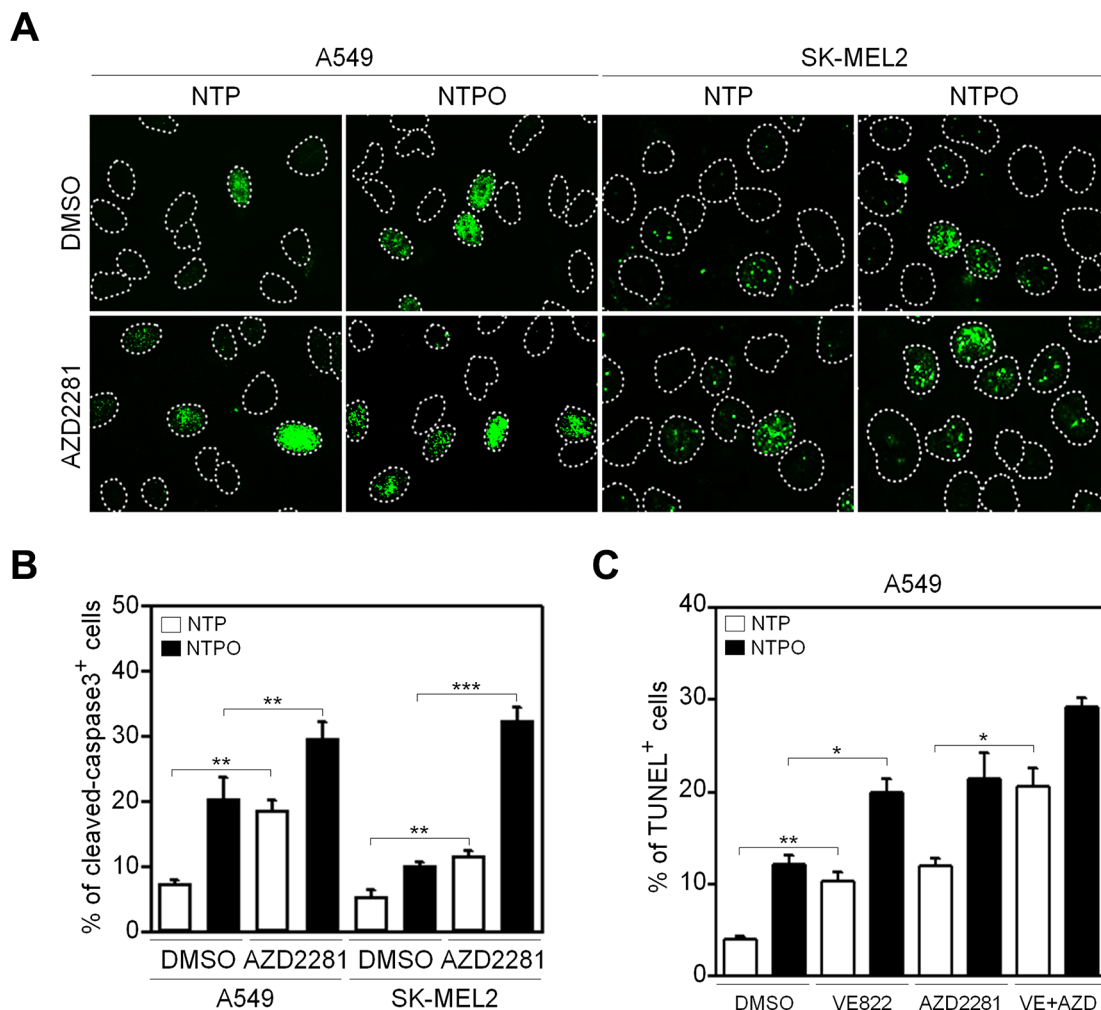 A
A549 SK-MEL2
NTP NTPO NTP NTPO
DMSO
AZD2281
B
% of cleaved-caspase3+ cells
50
40
30
20
10
0
NTP
NTPO
** ** ** ***
DMSO AZD2281 DMSO AZD2281
A549 SK-MEL2
C
A549
% of TUNEL+ cells
40
30
20
10
0
NTP
NTPO
** * *
DMSO VE822 AZD2281 VE+AZD